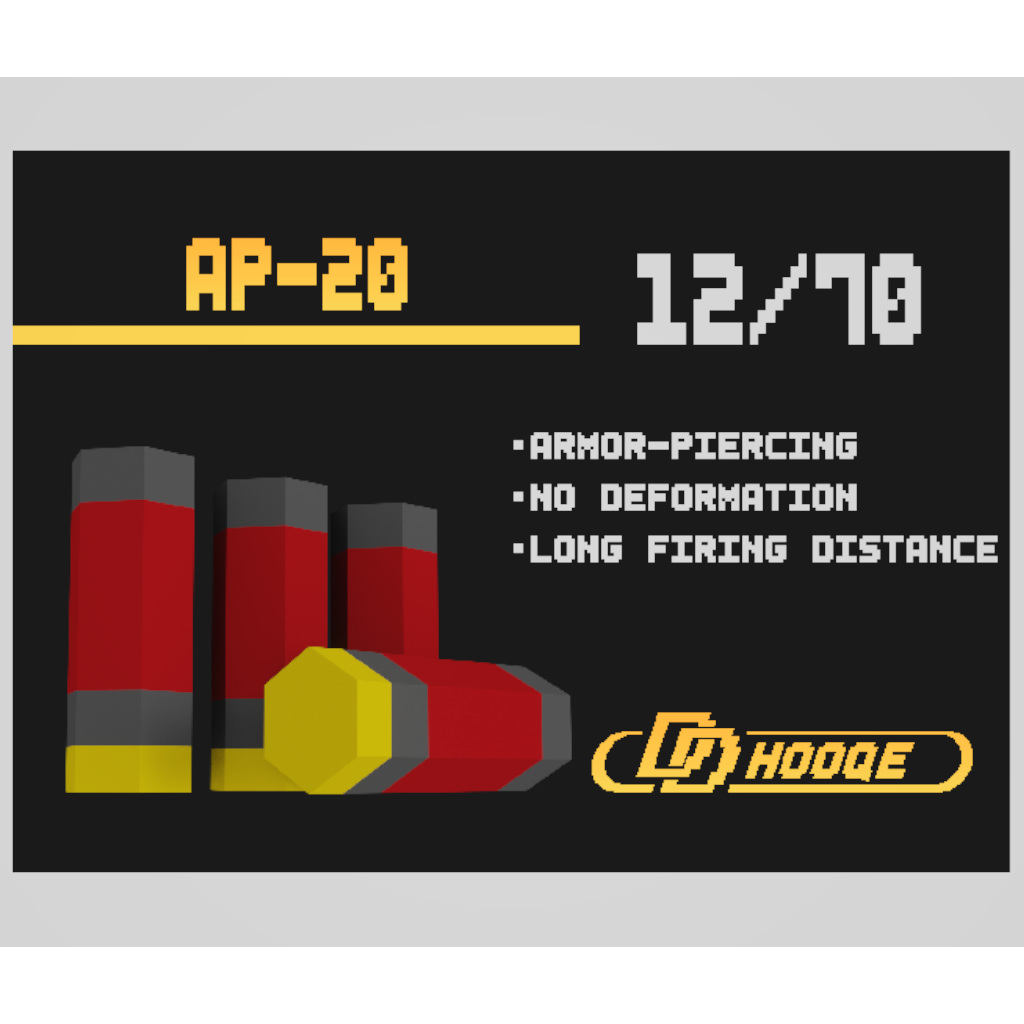 AP-20
12/70
·ARMOR-PIERCING
·NO DEFORMATION
·LONG FIRING DISTANCE
HOOQE